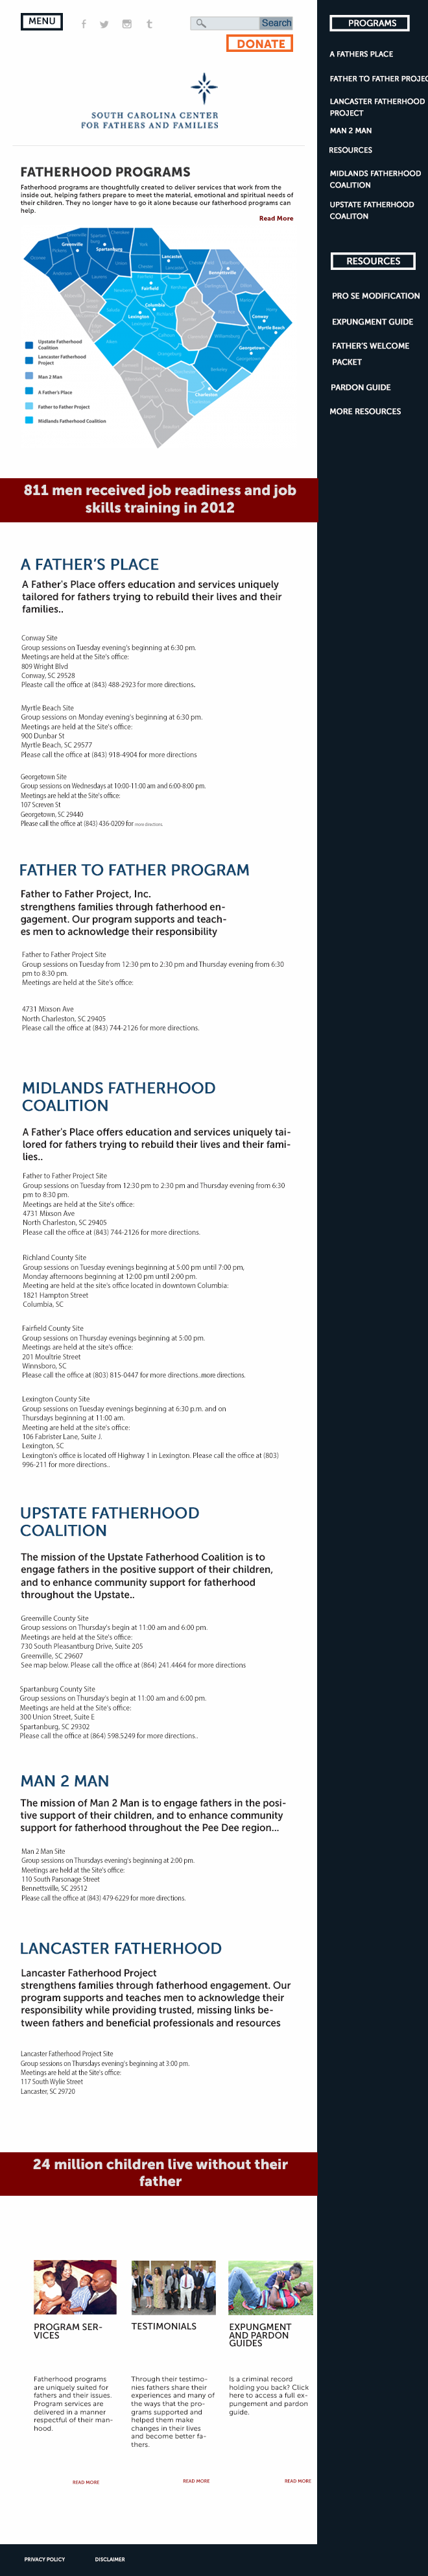 MENU
f
t
Search
DONATE
SOUTH CAROLINA CENTER
FOR FATHERS AND FAMILIES
FATHERHOOD PROGRAMS
Fatherhood programs are thoughtfully created to deliver services that work from the
inside out, helping fathers prepare to meet the material, emotional and spiritual needs of
their children. They no longer have to go it alone because our fatherhood programs can
help.
Read More
Greenville
Spartanburg
Lancaster
Bennettsville
Fairfield
Columbia
Lexington
Conway
Myrtle Beach
Georgetown
Charleston
Upstate Fatherhood
Coalition
Lancaster Fatherhood
Project
Man 2 Man
A Father's Place
Father to Father Project
Midlands Fatherhood Coalition
811 men received job readiness and job
skills training in 2012
A FATHER'S PLACE
A Father's Place offers education and services uniquely
tailored for fathers trying to rebuild their lives and their
families..
Conway Site
Group sessions on Tuesday evening's beginning at 6:30 pm.
Meetings are held at the Site's office:
809 Wright Blvd
Conway, SC 29528
Pleaste call the office at (843) 488-2923 for more directions.
Myrtle Beach Site
Group sessions on Monday evening's beginning at 6:30 pm.
Meetings are held at the Site's office:
900 Dunbar St
Myrtle Beach, SC 29577
Please call the office at (843) 918-4904 for more directions
Georgetown Site
Group sessions on Wednesdays at 10:00-11:00 am and 6:00-8:00 pm.
Meetings are held at the Site's office:
107 Screven St
Georgetown, SC 29440
Please call the office at (843) 436-0209 for more directions.
FATHER TO FATHER PROGRAM
Father to Father Project, Inc.
strengthens families through fatherhood en-
gagement. Our program supports and teach-
es men to acknowledge their responsibility
Father to Father Project Site
Group sessions on Tuesday from 12:30 pm to 2:30 pm and Thursday evening from 6:30
pm to 8:30 pm.
Meetings are held at the Site's office:
4731 Mixson Ave
North Charleston, SC 29405
Please call the office at (843) 744-2126 for more directions.
MIDLANDS FATHERHOOD
COALITION
A Father's Place offers education and services uniquely tai-
lored for fathers trying to rebuild their lives and their fami-
lies..
Father to Father Project Site
Group sessions on Tuesday from 12:30 pm to 2:30 pm and Thursday evening from 6:30
pm to 8:30 pm.
Meetings are held at the Site's office:
4731 Mixson Ave
North Charleston, SC 29405
Please call the office at (843) 744-2126 for more directions.
Richland County Site
Group sessions on Tuesday evenings beginning at 5:00 pm until 7:00 pm,
Monday afternoons beginning at 12:00 pm until 2:00 pm.
Meeting are held at the site's office located in downtown Columbia:
1821 Hampton Street
Columbia, SC
Fairfield County Site
Group sessions on Thursday evenings beginning at 5:00 pm.
Meetings are held at the site's office:
201 Moultrie Street
Winnsboro, SC
Please call the office at (803) 815-0447 for more directions..more directions.
Lexington County Site
Group sessions on Tuesday evenings beginning at 6:30 p.m. and on
Thursdays beginning at 11:00 am.
Meeting are held at the site's office:
106 Fabrister Lane, Suite J.
Lexington, SC
Lexington's office is located off Highway 1 in Lexington. Please call the office at (803)
996-211 for more directions..
UPSTATE FATHERHOOD
COALITION
The mission of the Upstate Fatherhood Coalition is to
engage fathers in the positive support of their children,
and to enhance community support for fatherhood
throughout the Upstate..
Greenville County Site
Group sessions on Thursday's begin at 11:00 am and 6:00 pm.
Meetings are held at the Site's office:
730 South Pleasantburg Drive, Suite 205
Greenville, SC 29607
See map below. Please call the office at (864) 241.4464 for more directions
Spartanburg County Site
Group sessions on Thursday's begin at 11:00 am and 6:00 pm.
Meetings are held at the Site's office:
300 Union Street, Suite E
Spartanburg, SC 29302
Please call the office at (864) 598.5249 for more directions..
MAN 2 MAN
The mission of Man 2 Man is to engage fathers in the posi-
tive support of their children, and to enhance community
support for fatherhood throughout the Pee Dee region...
Man 2 Man Site
Group sessions on Thursdays evening's beginning at 2:00 pm.
Meetings are held at the Site's office:
110 South Parsonage Street
Bennettsville, SC 29512
Please call the office at (843) 479-6229 for more directions.
LANCASTER FATHERHOOD
Lancaster Fatherhood Project
strengthens families through fatherhood engagement. Our
program supports and teaches men to acknowledge their
responsibility while providing trusted, missing links be-
tween fathers and beneficial professionals and resources
Lancaster Fatherhood Project Site
Group sessions on Thursdays evening's beginning at 3:00 pm.
Meetings are held at the Site's office:
117 South Wylie Street
Lancaster, SC 29720
24 million children live without their
father
PROGRAM SER-
VICES
Fatherhood programs
are uniquely suited for
fathers and their issues.
Program services are
delivered in a manner
respectful of their man-
hood.
READ MORE
TESTIMONIALS
Through their testimo-
nies fathers share their
experiences and many of
the ways that the pro-
grams supported and
helped them make
changes in their lives
and become better fa-
thers.
READ MORE
EXPUNGMENT
AND PARDON
GUIDES
Is a criminal record
holding you back? Click
here to access a full ex-
pungement and pardon
guide.
READ MORE
PRIVACY POLICY
DISCLAIMER
PROGRAMS
A FATHERS PLACE
FATHER TO FATHER PROJEC
LANCASTER FATHERHOOD
PROJECT
MAN 2 MAN
RESOURCES
MIDLANDS FATHERHOOD
COALITION
UPSTATE FATHERHOOD
COALITON
RESOURCES
PRO SE MODIFICATION
EXPUNGMENT GUIDE
FATHER'S WELCOME
PACKET
PARDON GUIDE
MORE RESOURCES